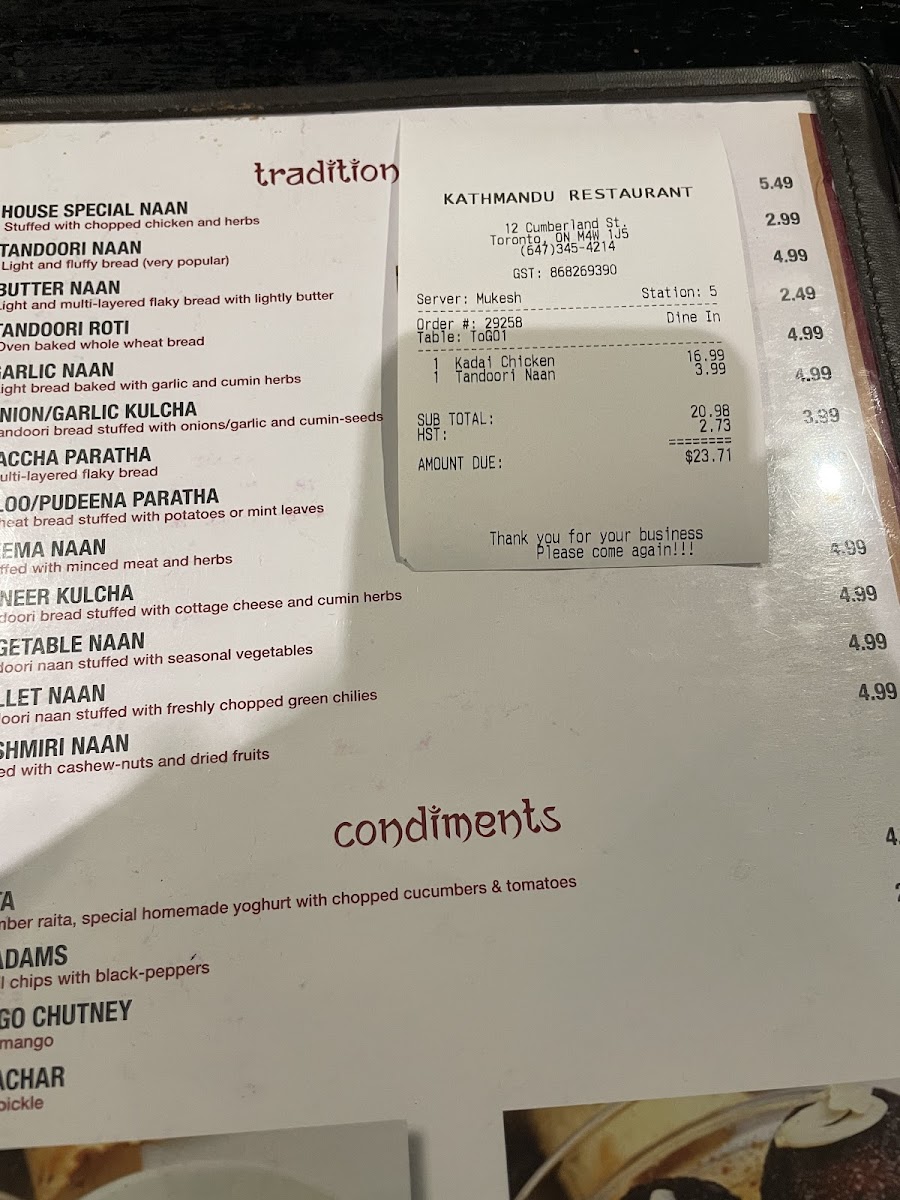 tradition
HOUSE SPECIAL NAAN
Stuffed with chopped chicken and herbs
5.49
TANDOORI NAAN
Light and fluffy bread (very popular)
2.99
BUTTER NAAN
ight and multi-layered flaky bread with lightly butter
4.99
TANDOORI ROTI
Oven baked whole wheat bread
2.49
GARLIC NAAN
ight bread baked with garlic and cumin herbs
4.99
NION/GARLIC KULCHA
andoori bread stuffed with onions/garlic and cumin-seeds
4.99
ACCHA PARATHA
ulti-layered flaky bread
3.99
LOO/PUDEENA PARATHA
heat bread stuffed with potatoes or mint leaves
EEMA NAAN
ffed with minced meat and herbs
NEER KULCHA
doori bread stuffed with cottage cheese and cumin herbs
4.99
GETABLE NAAN
doori naan stuffed with seasonal vegetables
4.99
LLET NAAN
oori naan stuffed with freshly chopped green chilies
4.99
SHMIRI NAAN
ed with cashew-nuts and dried fruits
4.99
KATHMANDU RESTAURANT
12 Cumberland St,
Toronto, ON M4W 1J5
(647)345-4214
GST: 868269390
Server: Mukesh Station: 5
Order #: 29258 Dine In
Table: ToG01
1 Kadai Chicken 16.99
1 Tandoori Naan 3.99
SUB TOTAL: 20.98
HST: 2.73
========
AMOUNT DUE: $23.71
Thank you for your business
Please come again!!!
condiments
TA
mber raita, special homemade yoghurt with chopped cucumbers & tomatoes
4.
ADAMS
l chips with black-peppers
GO CHUTNEY
mango
ACHAR
pickle